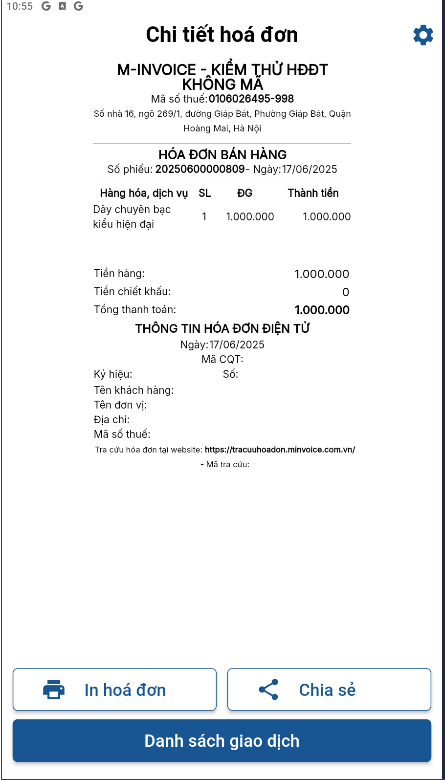 10:55
Chi tiết hoá đơn
M-INVOICE - KIỂM THỬ HĐĐT
KHÔNG MÃ
Mã số thuế:0106026495-998
Số nhà 16, ngõ 269/1, đường Giáp Bát, Phường Giáp Bát, Quận
Hoàng Mai, Hà Nội
HÓA ĐƠN BÁN HÀNG
Số phiếu: 20250600000809- Ngày:17/06/2025
Hàng hóa, dịch vụ SL ĐG Thành tiền
Dây chuyên bạc
kiểu hiện đại 1 1.000.000 1.000.000
Tiền hàng: 1.000.000
Tiền chiết khấu: 0
Tổng thanh toán: 1.000.000
THÔNG TIN HÓA ĐƠN ĐIỆN TỬ
Ngày:17/06/2025
Mã CQT:
Ký hiệu: Số:
Tên khách hàng:
Tên đơn vị:
Địa chỉ:
Mã số thuế:
Tra cứu hóa đơn tại website: https://tracuuhoadon.minvoice.com.vn/
- Mã tra cứu:
In hoá đơn
Chia sẻ
Danh sách giao dịch